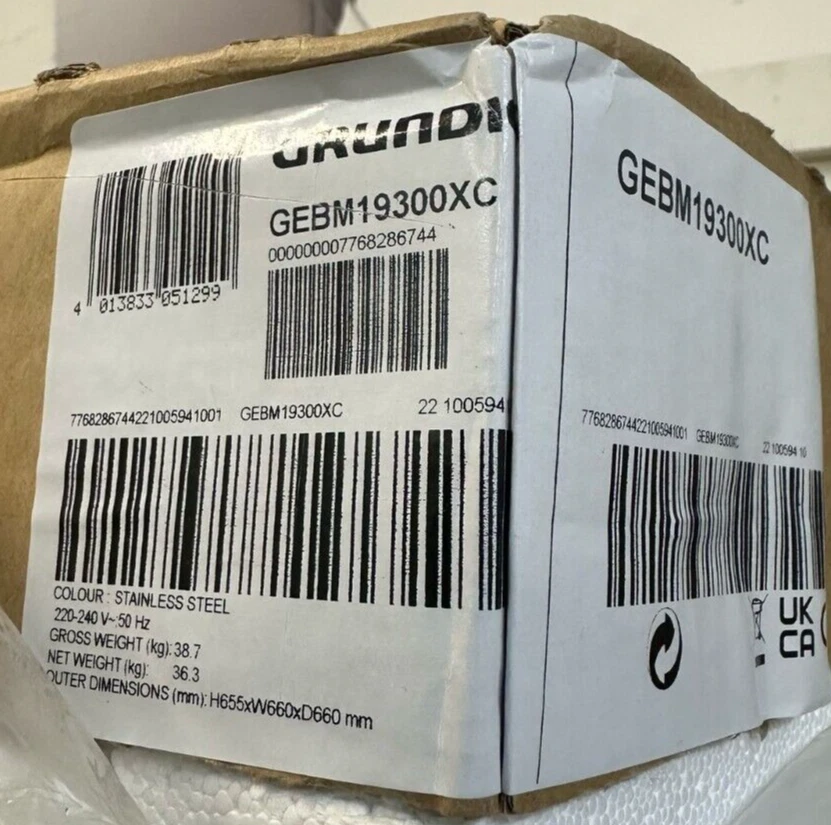 GRUNDI
GEBM19300XC
000000007768286744
4 013833 051299
7768286744221005941001 GEBM19300XC 22 100594
COLOUR : STAINLESS STEEL
220-240 V~ 50 Hz
GROSS WEIGHT (kg): 38.7
NET WEIGHT (kg): 36.3
OUTER DIMENSIONS (mm): H655xW660xD660 mm
GEBM19300XC
7768286744221005941001 GEBM19300XC 22 100594 10
UK
CA